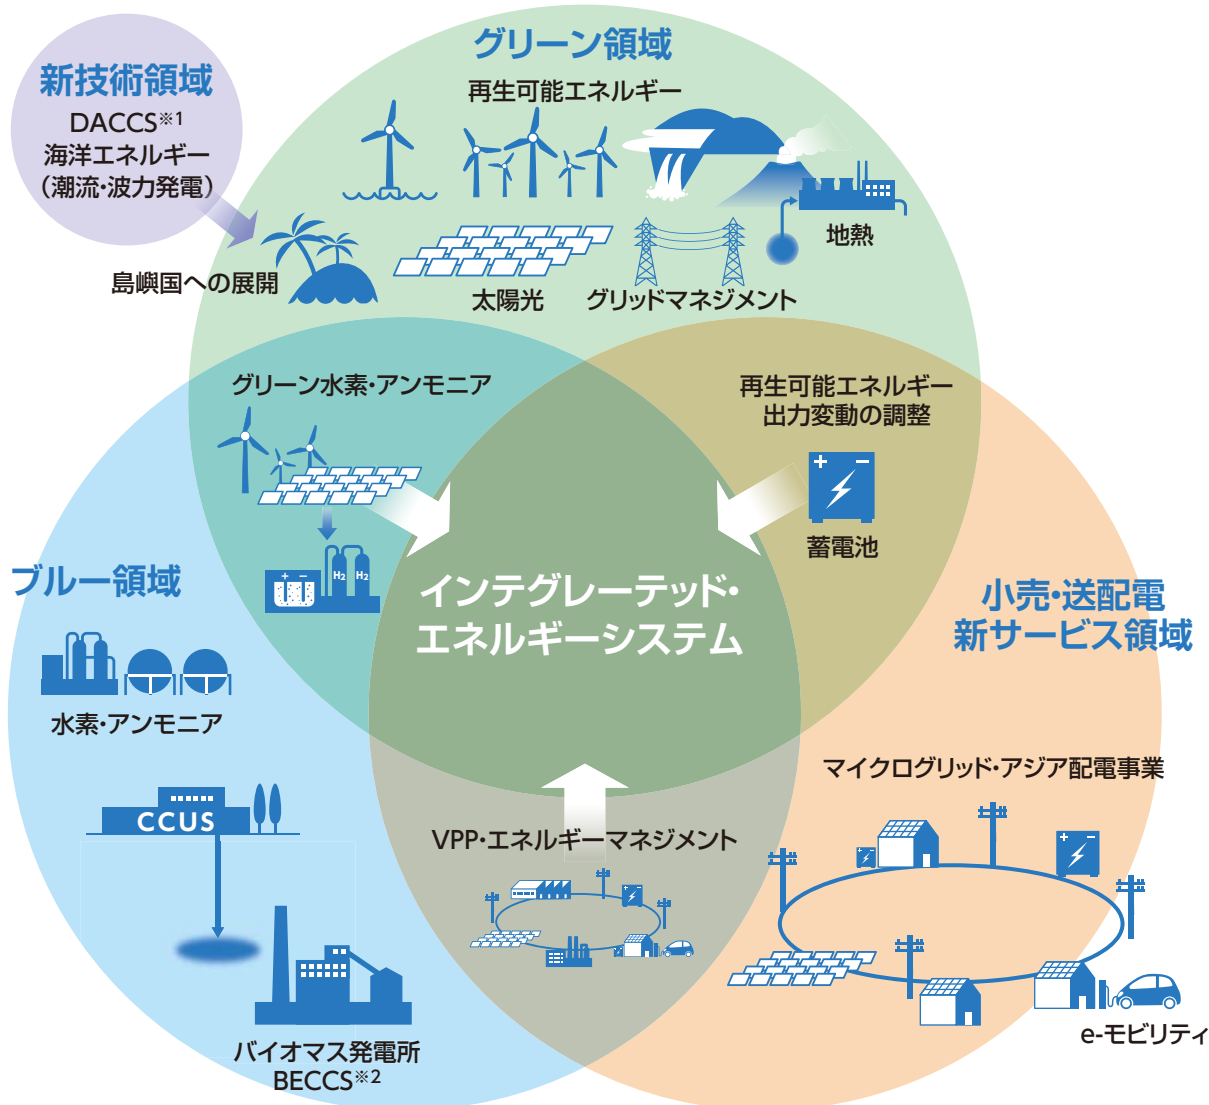 新技術領域
DACCS※1
海洋エネルギー
（潮流・波力発電）
グリーン領域
再生可能エネルギー
地熱
島嶼国への展開
太陽光
グリッドマネジメント
グリーン水素・アンモニア
H2 H2
+ −
再生可能エネルギー
出力変動の調整
+ −
蓄電池
ブルー領域
水素・アンモニア
インテグレーテッド・
エネルギーシステム
小売・送配電
新サービス領域
CCUS
バイオマス発電所
BECCS※2
VPP・エネルギーマネジメント
マイクログリッド・アジア配電事業
e-モビリティ